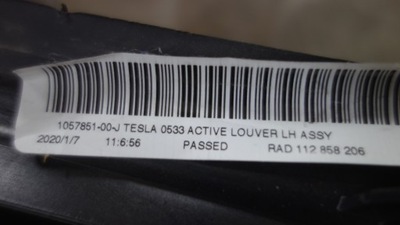 1057851-00-J TESLA 0533 ACTIVE LOUVER LH ASSY
2020/1/7 11:6:56 PASSED RAD 112 858 206